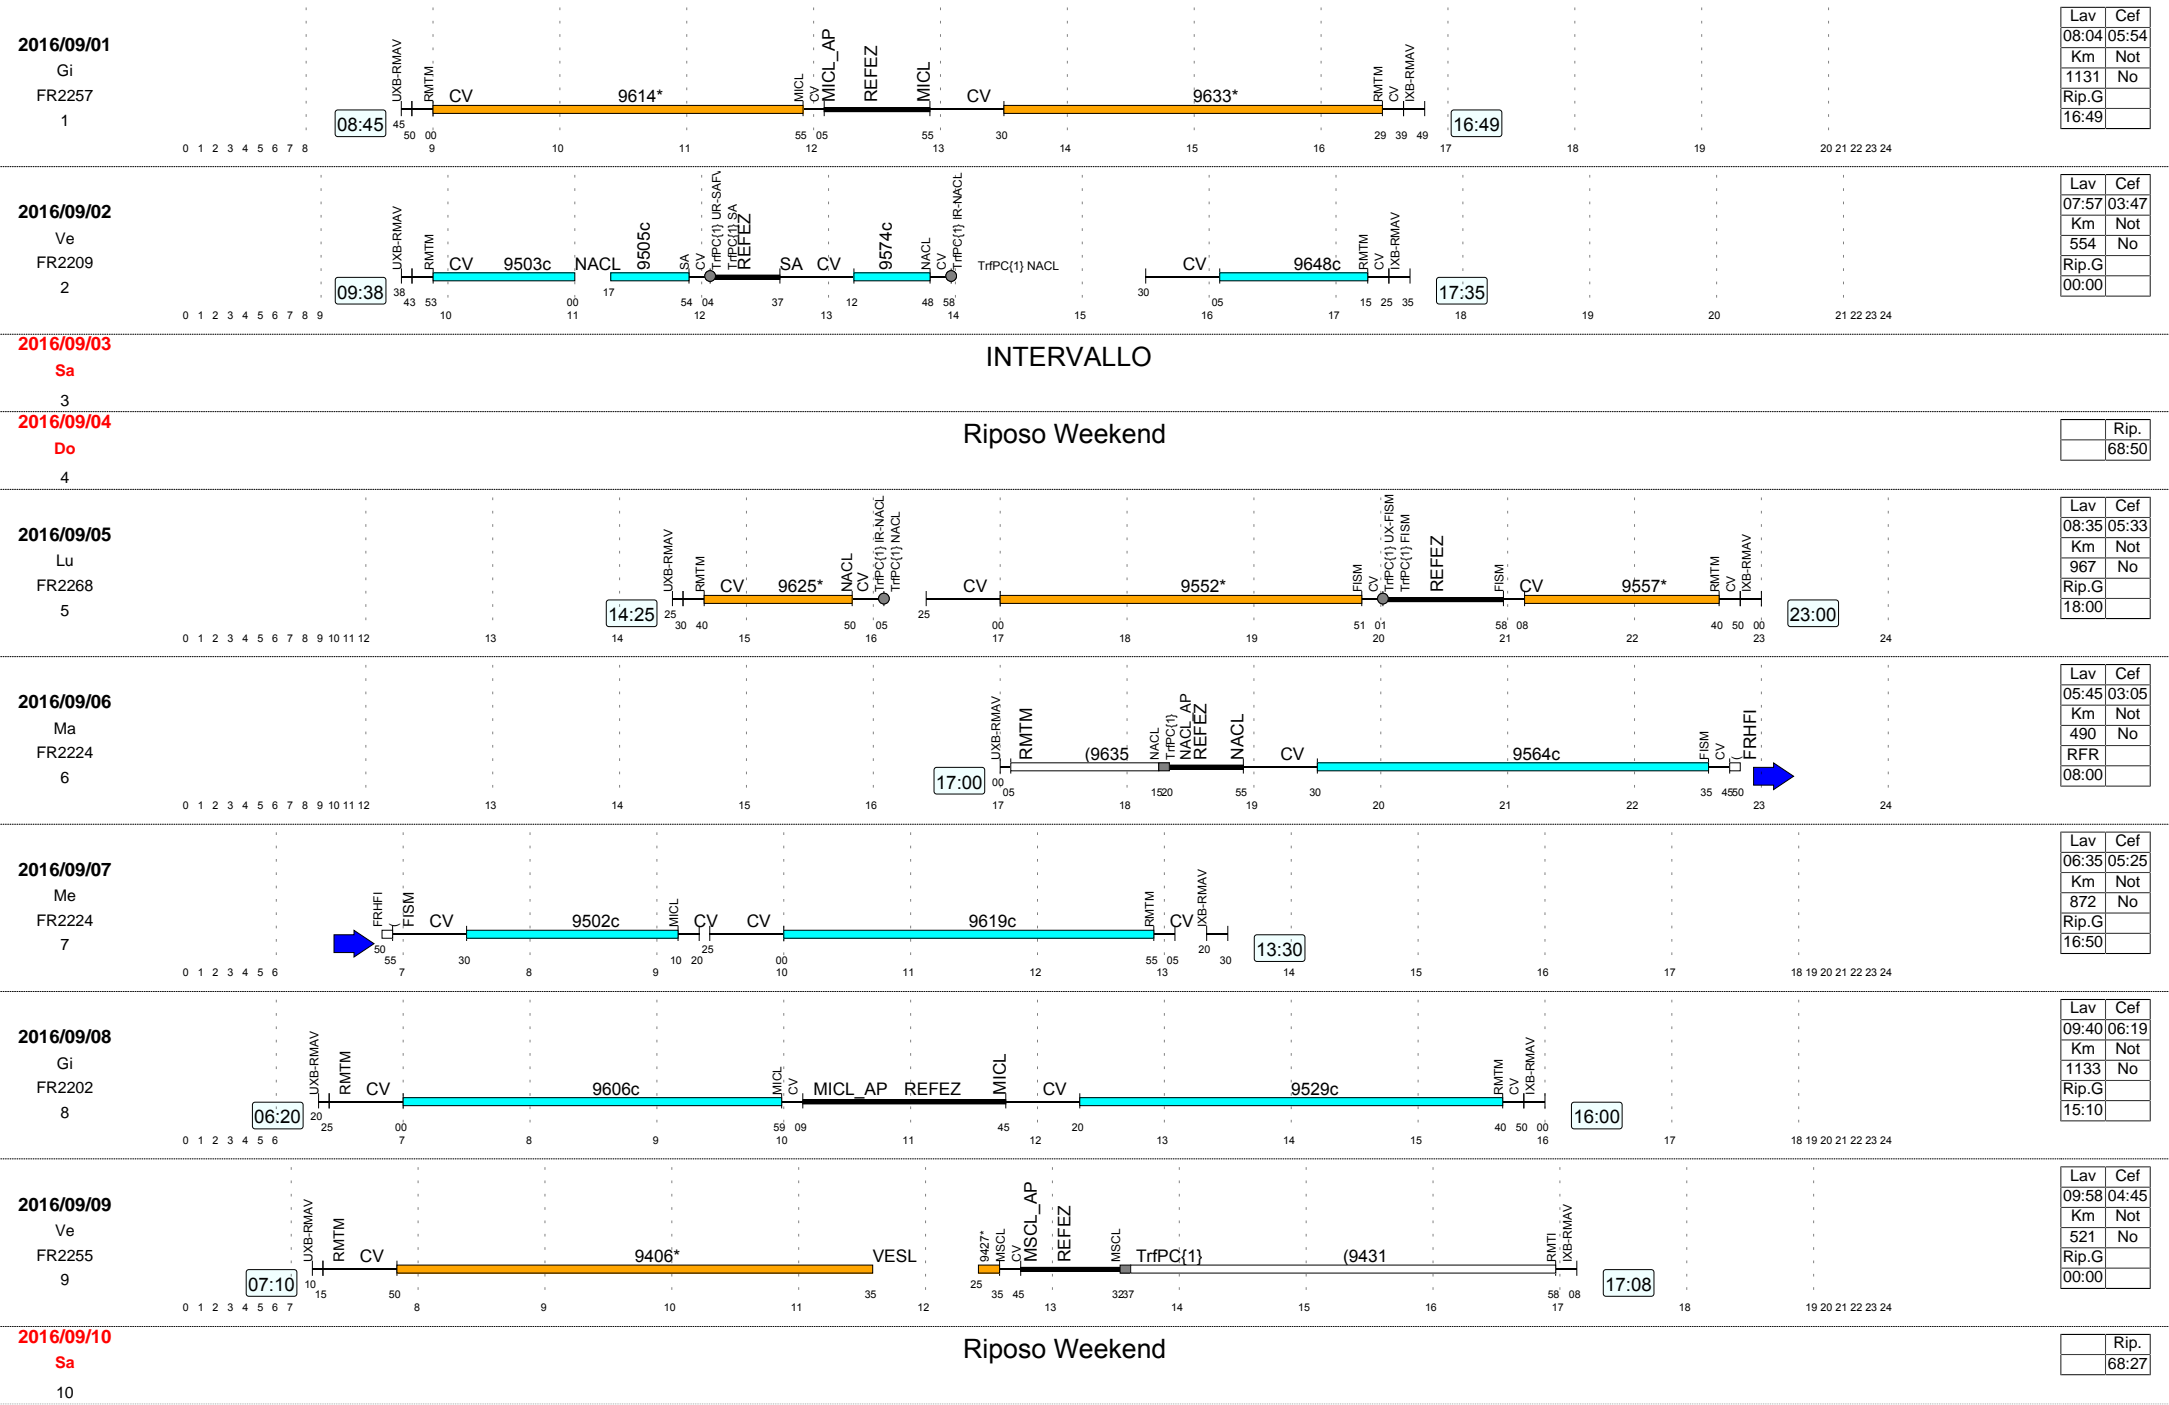 2016/09/01
Gi
FR2257
1
08:45
UXB-RMAV
RMTM
CV
9614*
MICL
CV
MICL_AP
REFEZ
MICL
CV
9633*
RMTM
CV
IXB-RMAV
16:49
45 50 00 55 05 55 30 29 39 49
0 1 2 3 4 5 6 7 8 9 10 11 12 13 14 15 16 17 18 19 20 21 22 23 24
Lav Cef
08:04 05:54
Km Not
1131 No
Rip.G
16:49
2016/09/02
Ve
FR2209
2
09:38
UXB-RMAV
RMTM
CV
9503c
NACL
9505c
SA
CV
TrfPC{1} UR-SAFV
TrfPC{1} SA
REFEZ
SA
CV
9574c
NACL
CV
TrfPC{1} IR-NACL
TrfPC{1} NACL
CV
9648c
RMTM
CV
IXB-RMAV
17:35
38 43 53 00 17 54 04 37 12 48 58 30 05 15 25 35
0 1 2 3 4 5 6 7 8 9 10 11 12 13 14 15 16 17 18 19 20 21 22 23 24
Lav Cef
07:57 03:47
Km Not
554 No
Rip.G
00:00
2016/09/03
Sa
3
INTERVALLO
2016/09/04
Do
4
Riposo Weekend
Rip.
68:50
2016/09/05
Lu
FR2268
5
14:25
UXB-RMAV
RMTM
CV
9625*
NACL
CV
TrfPC{1} IR-NACL
TrfPC{1} NACL
CV
9552*
FISM
CV
TrfPC{1} UX-FISM
TrfPC{1} FISM
REFEZ
FISM
CV
9557*
RMTM
CV
IXB-RMAV
23:00
25 30 40 50 05 25 00 51 01 58 08 40 50 00
0 1 2 3 4 5 6 7 8 9 10 11 12 13 14 15 16 17 18 19 20 21 22 23 24
Lav Cef
08:35 05:33
Km Not
967 No
Rip.G
18:00
2016/09/06
Ma
FR2224
6
17:00
UXB-RMAV
RMTM
(9635
NACL
TrfPC{1}
NACL_AP
REFEZ
NACL
CV
9564c
FISM
CV
(
FRHFI
00 05 15 20 55 30 35 45 50
0 1 2 3 4 5 6 7 8 9 10 11 12 13 14 15 16 17 18 19 20 21 22 23 24
Lav Cef
05:45 03:05
Km Not
490 No
RFR
08:00
2016/09/07
Me
FR2224
7
FRHFI
(
FISM
CV
9502c
MICL
CV
CV
9619c
RMTM
CV
IXB-RMAV
13:30
50 55 30 10 20 25 00 55 05 20 30
0 1 2 3 4 5 6 7 8 9 10 11 12 13 14 15 16 17 18 19 20 21 22 23 24
Lav Cef
06:35 05:25
Km Not
872 No
Rip.G
16:50
2016/09/08
Gi
FR2202
8
06:20
UXB-RMAV
RMTM
CV
9606c
MICL
CV
MICL_AP
REFEZ
MICL
CV
9529c
RMTM
CV
IXB-RMAV
16:00
20 25 00 59 09 45 20 40 50 00
0 1 2 3 4 5 6 7 8 9 10 11 12 13 14 15 16 17 18 19 20 21 22 23 24
Lav Cef
09:40 06:19
Km Not
1133 No
Rip.G
15:10
2016/09/09
Ve
FR2255
9
07:10
UXB-RMAV
RMTM
CV
9406*
VESL
9427*
MSCL
CV
MSCL_AP
REFEZ
MSCL
TrfPC{1}
(9431
RMTI
IXB-RMAV
17:08
10 15 50 35 25 35 45 32 37 58 08
0 1 2 3 4 5 6 7 8 9 10 11 12 13 14 15 16 17 18 19 20 21 22 23 24
Lav Cef
09:58 04:45
Km Not
521 No
Rip.G
00:00
2016/09/10
Sa
10
Riposo Weekend
Rip.
68:27